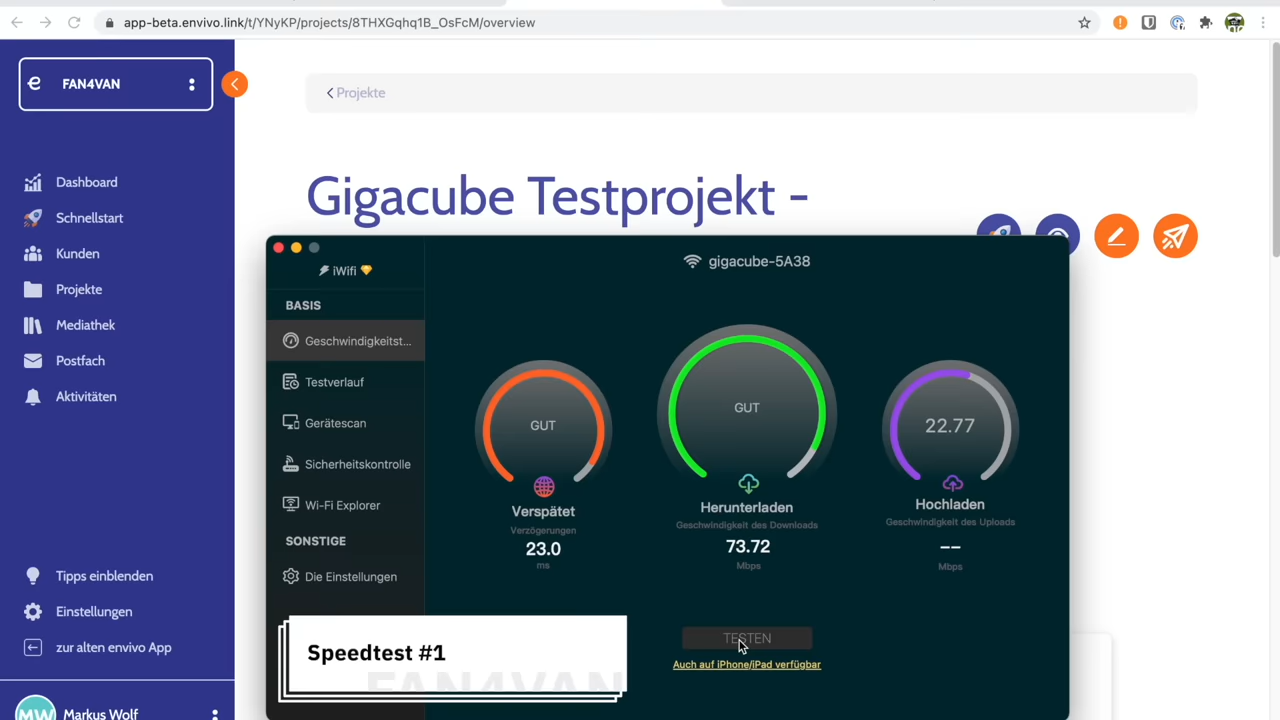 app-beta.envivo.link/t/YNyKP/projects/8THXGqhq1B_OsFcM/overview
FAN4VAN
Projekte
Dashboard
Schnellstart
Kunden
Projekte
Mediathek
Postfach
Aktivitäten
Tipps einblenden
Einstellungen
zur alten envivo App
MW
Markus Wolf
Gigacube Testprojekt -
iWifi
gigacube-5A38
BASIS
Geschwindigkeitst...
Testverlauf
Gerätescan
Sicherheitskontrolle
Wi-Fi Explorer
SONSTIGE
Die Einstellungen
GUT
Verspätet
Verzögerungen
23.0
ms
GUT
Herunterladen
Geschwindigkeit des Downloads
73.72
Mbps
22.77
Hochladen
Geschwindigkeit des Uploads
--
Mbps
TESTEN
Auch auf iPhone/iPad verfügbar
Speedtest #1
FAN4VAN